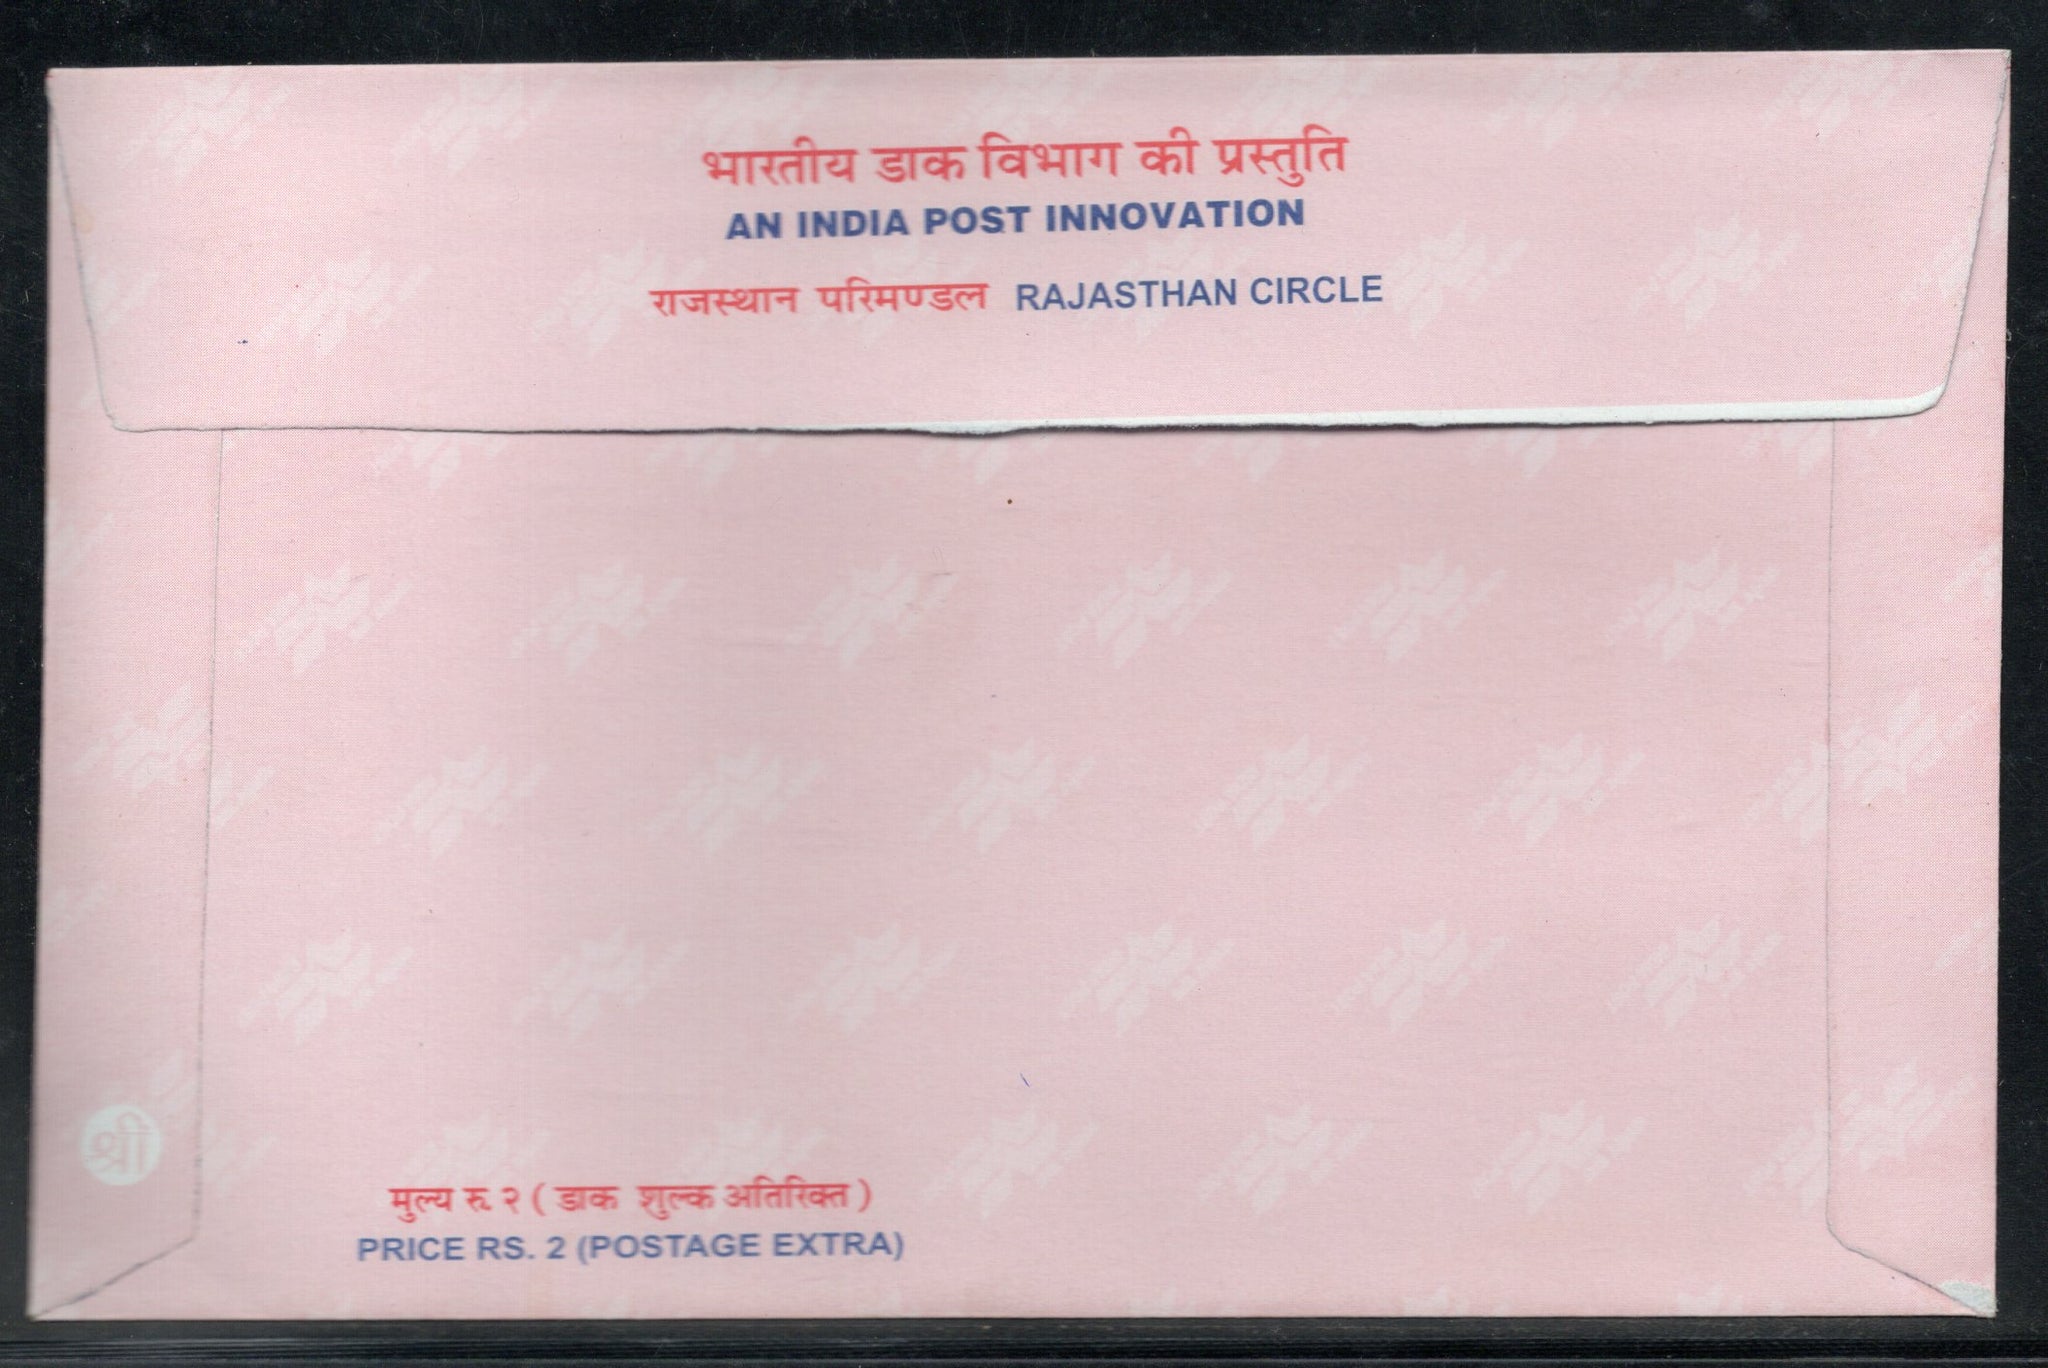 भारतीय डाक विभाग की प्रस्तुति
AN INDIA POST INNOVATION
राजस्थान परिमण्डल RAJASTHAN CIRCLE
श्री
मुल्य रु २ ( डाक शुल्क अतिरिक्त )
PRICE RS. 2 (POSTAGE EXTRA)